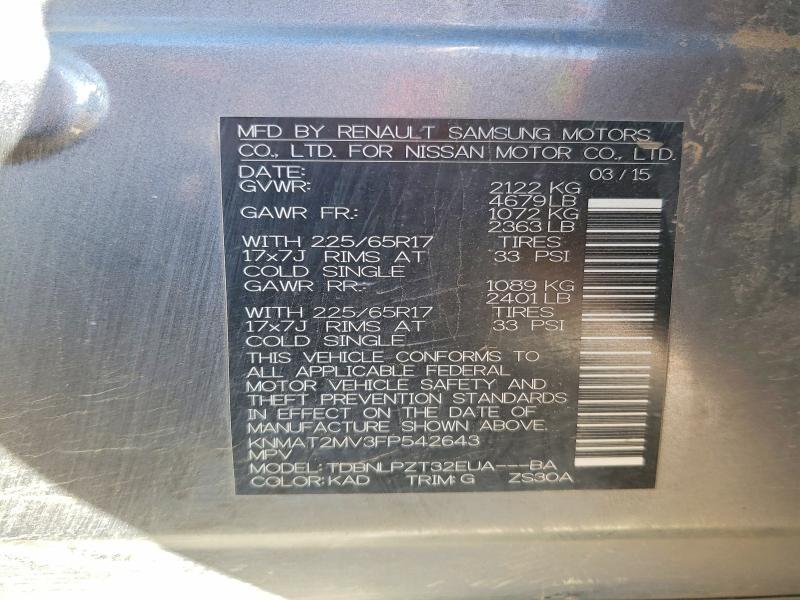 MFD BY RENAULT SAMSUNG MOTORS
CO., LTD. FOR NISSAN MOTOR CO., LTD.
DATE: 03 / 15
GVWR: 2122 KG
4679 LB
GAWR FR.: 1072 KG
2363 LB
WITH 225/65R17 TIRES
17x7J RIMS AT 33 PSI
COLD SINGLE
GAWR RR.: 1089 KG
2401 LB
WITH 225/65R17 TIRES
17x7J RIMS AT 33 PSI
COLD SINGLE
THIS VEHICLE CONFORMS TO
ALL APPLICABLE FEDERAL
MOTOR VEHICLE SAFETY AND
THEFT PREVENTION STANDARDS
IN EFFECT ON THE DATE OF
MANUFACTURE SHOWN ABOVE.
KNMAT2MV3FP542643
MPV
MODEL: TDBNLPZT32EUA---BA
COLOR: KAD TRIM: G ZS30A